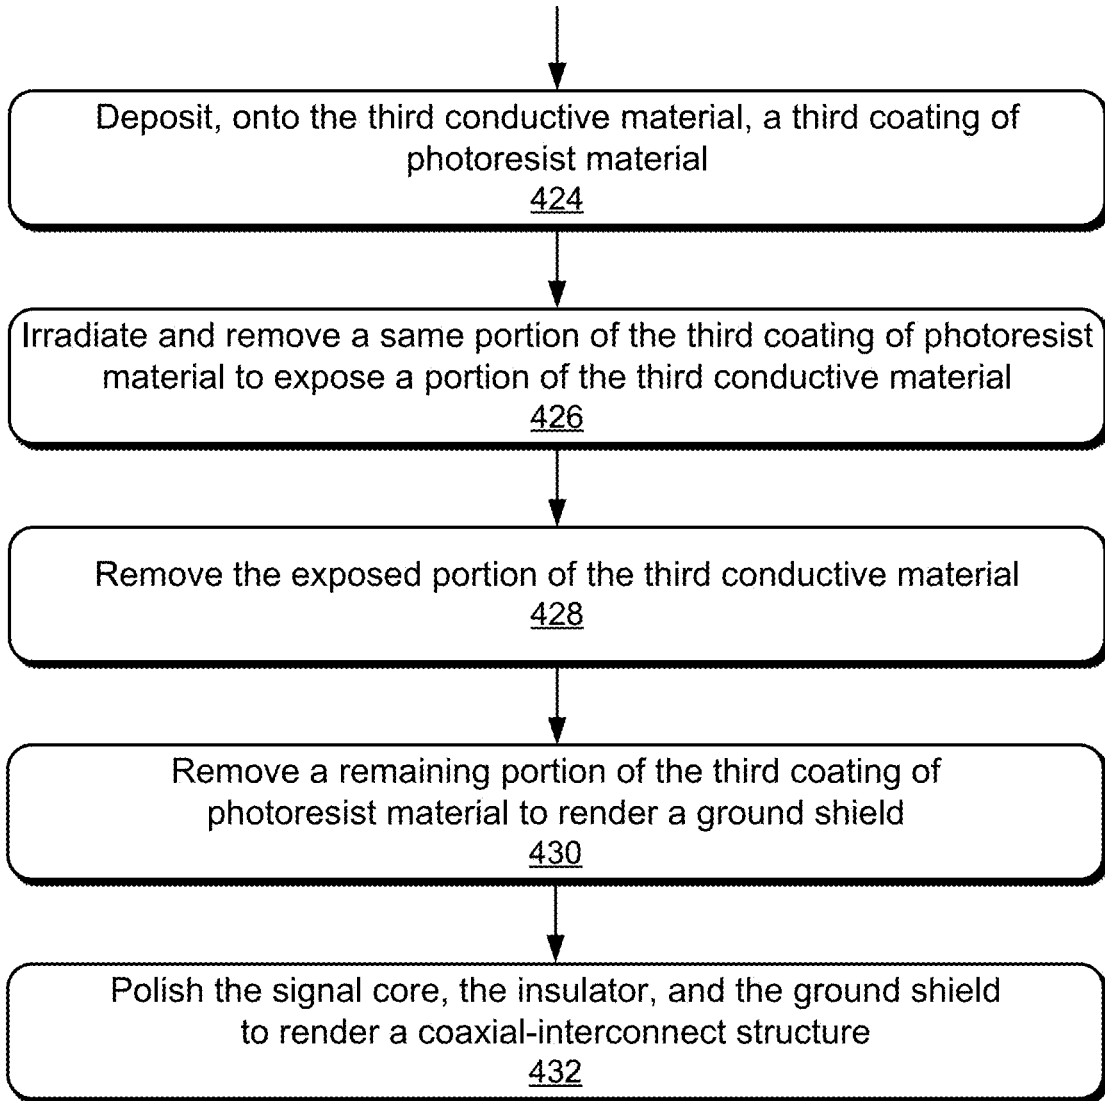 Deposit, onto the third conductive material, a third coating of
photoresist material
424
Irradiate and remove a same portion of the third coating of photoresist
material to expose a portion of the third conductive material
426
Remove the exposed portion of the third conductive material
428
Remove a remaining portion of the third coating of
photoresist material to render a ground shield
430
Polish the signal core, the insulator, and the ground shield
to render a coaxial-interconnect structure
432